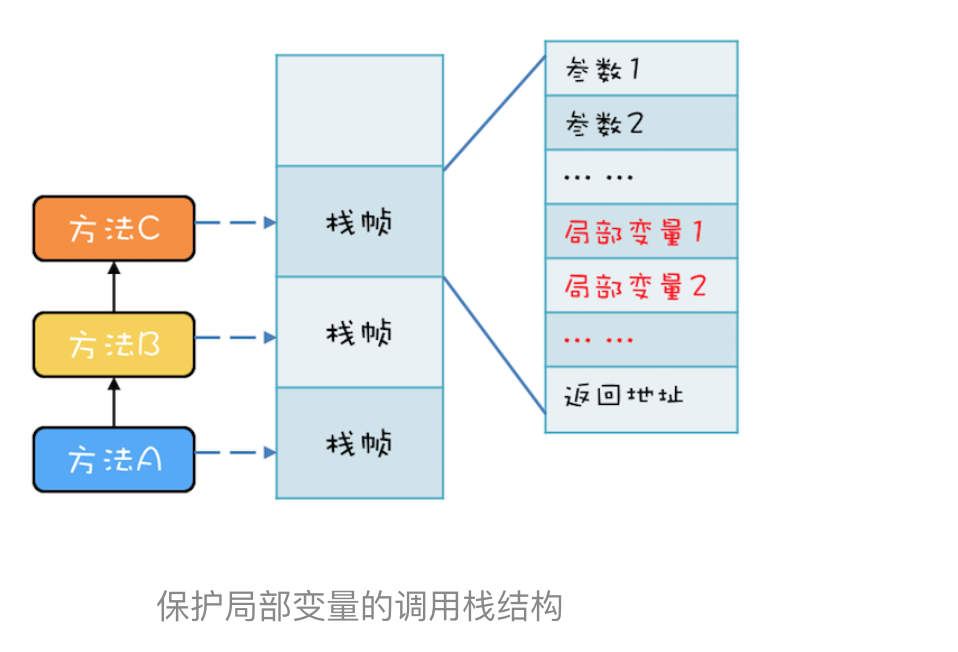 方法C
方法B
方法A
栈帧
栈帧
栈帧
参数1
参数2
... ...
局部变量1
局部变量2
... ...
返回地址
保护局部变量的调用栈结构